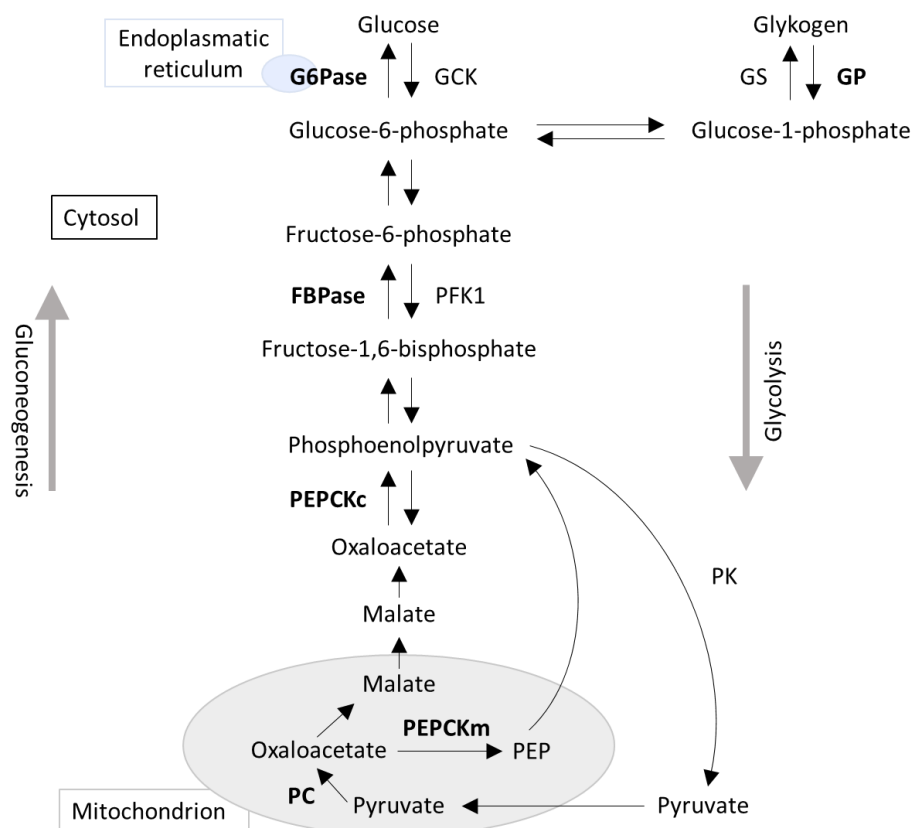 Glucose
Glykogen
Endoplasmatic
reticulum
G6Pase
GCK
GS
GP
Glucose-6-phosphate
Glucose-1-phosphate
Cytosol
Fructose-6-phosphate
FBPase
PFK1
Gluconeogenesis
Glycolysis
Fructose-1,6-bisphosphate
Phosphoenolpyruvate
PEPCKc
Oxaloacetate
PK
Malate
Malate
PEPCKm
Oxaloacetate
PEP
PC
Pyruvate
Pyruvate
Mitochondrion